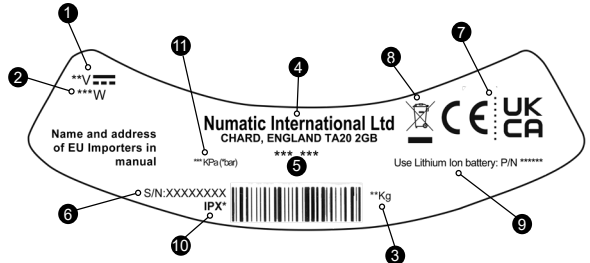 1
2
11
4
8
7
**V
***W
Numatic International Ltd
CHARD, ENGLAND TA20 2GB
*** ***
5
CE
UK
CA
Name and address
of EU Importers in
manual
*** KPa (*bar)
Use Lithium Ion battery: P/N ******
6
S/N:XXXXXXXX
IPX*
**Kg
10
3
9